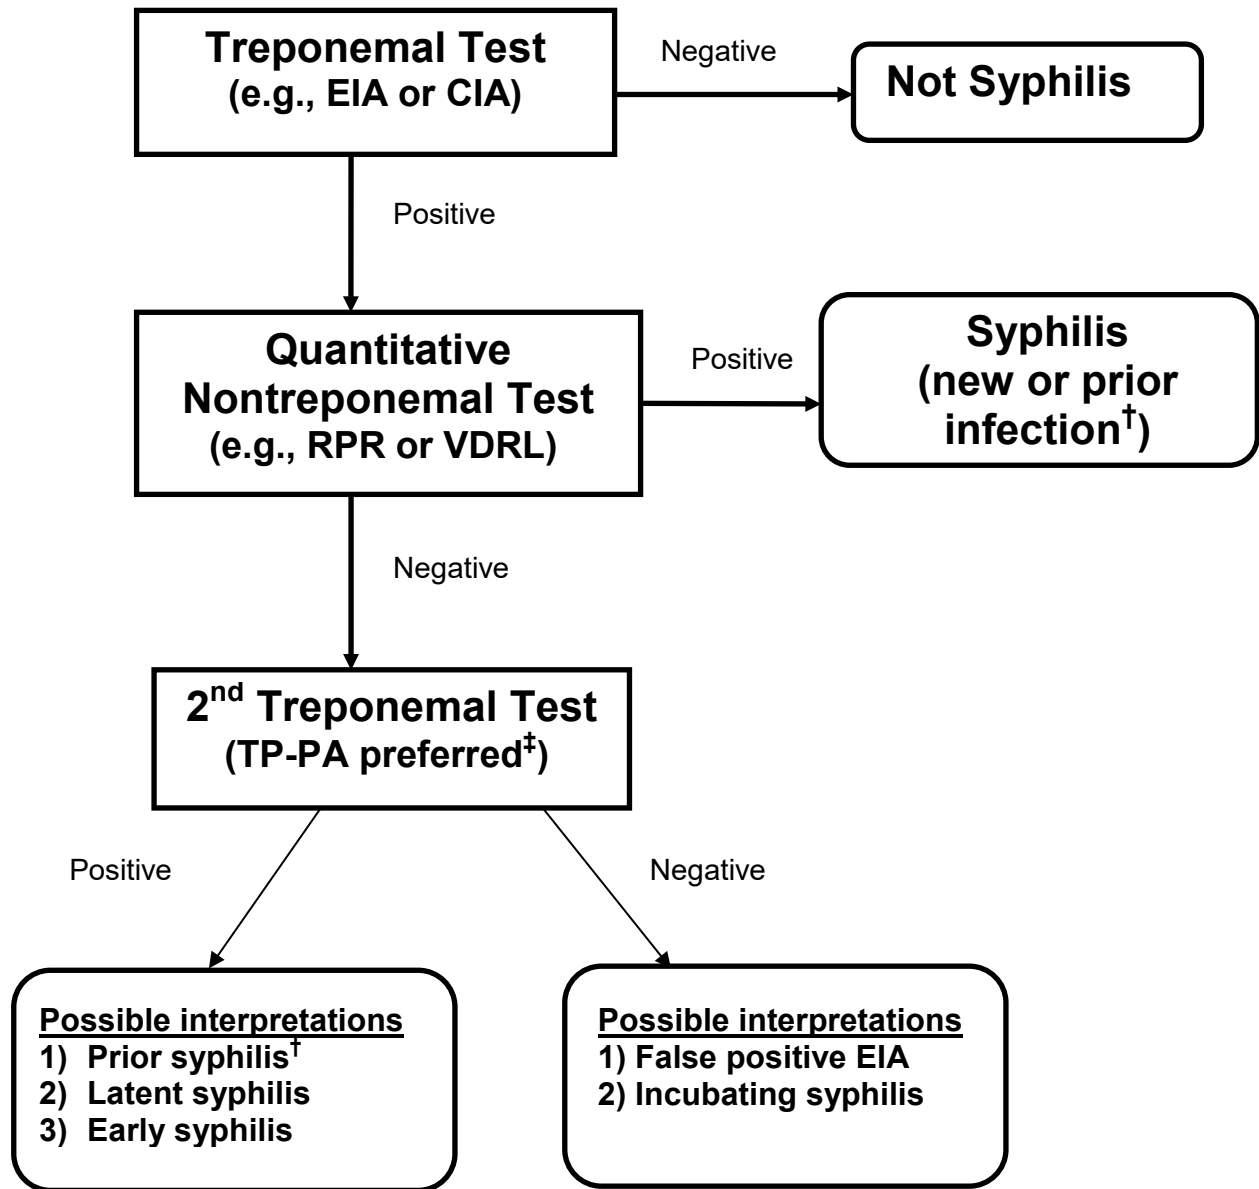 Treponemal Test
(e.g., EIA or CIA)
Negative
Not Syphilis
Positive
Quantitative
Nontreponemal Test
(e.g., RPR or VDRL)
Positive
Syphilis
(new or prior
infection†)
Negative
2nd Treponemal Test
(TP-PA preferred‡)
Positive
Negative
Possible interpretations
1) Prior syphilis†
2) Latent syphilis
3) Early syphilis
Possible interpretations
1) False positive EIA
2) Incubating syphilis